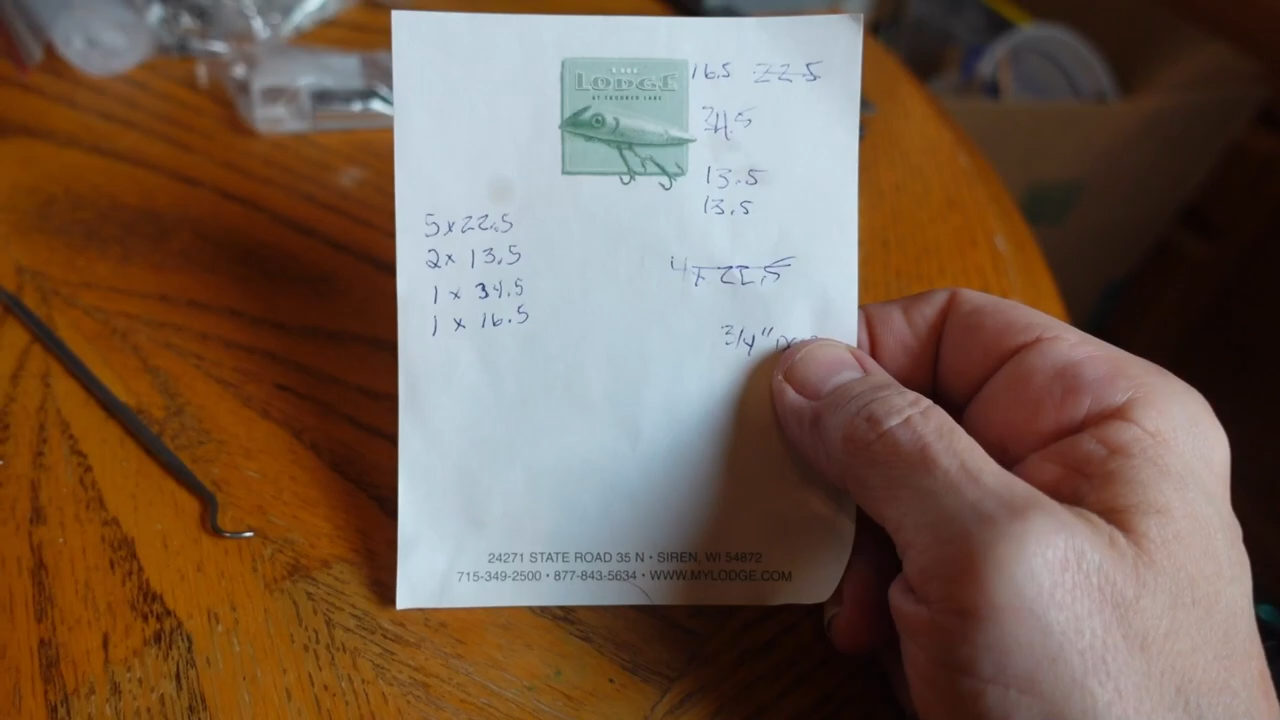 THE
LODGE
AT CROOKED LAKE
16.5 22.5
34.5
13.5
13.5
5x22.5
2x 13.5
1 x 34.5
1 x 16.5
4 x 22.5
3/4"
24271 STATE ROAD 35 N • SIREN, WI 54872
715-349-2500 • 877-843-5634 • WWW.MYLODGE.COM